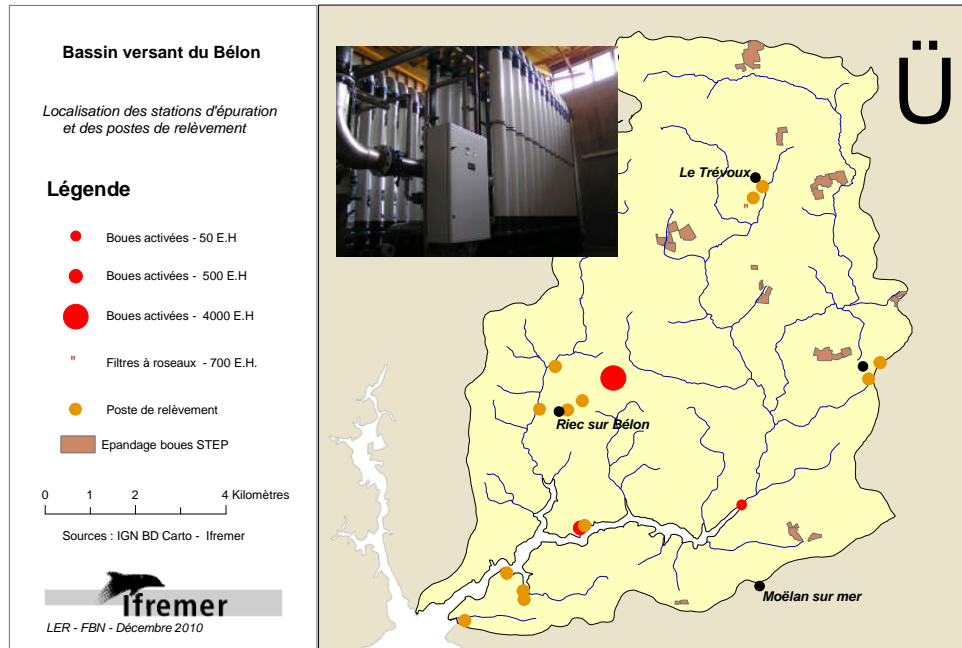 Bassin versant du Bélon
Localisation des stations d'épuration
et des postes de relèvement
Légende
Boues activées - 50 E.H
Boues activées - 500 E.H
Boues activées - 4000 E.H
Filtres à roseaux - 700 E.H.
Poste de relèvement
Epandage boues STEP
0 1 2 4 Kilomètres
Sources : IGN BD Carto - Ifremer
Ifremer
LER - FBN - Décembre 2010
Ü
Le Trévoux
Riec sur Bélon
Moëlan sur mer